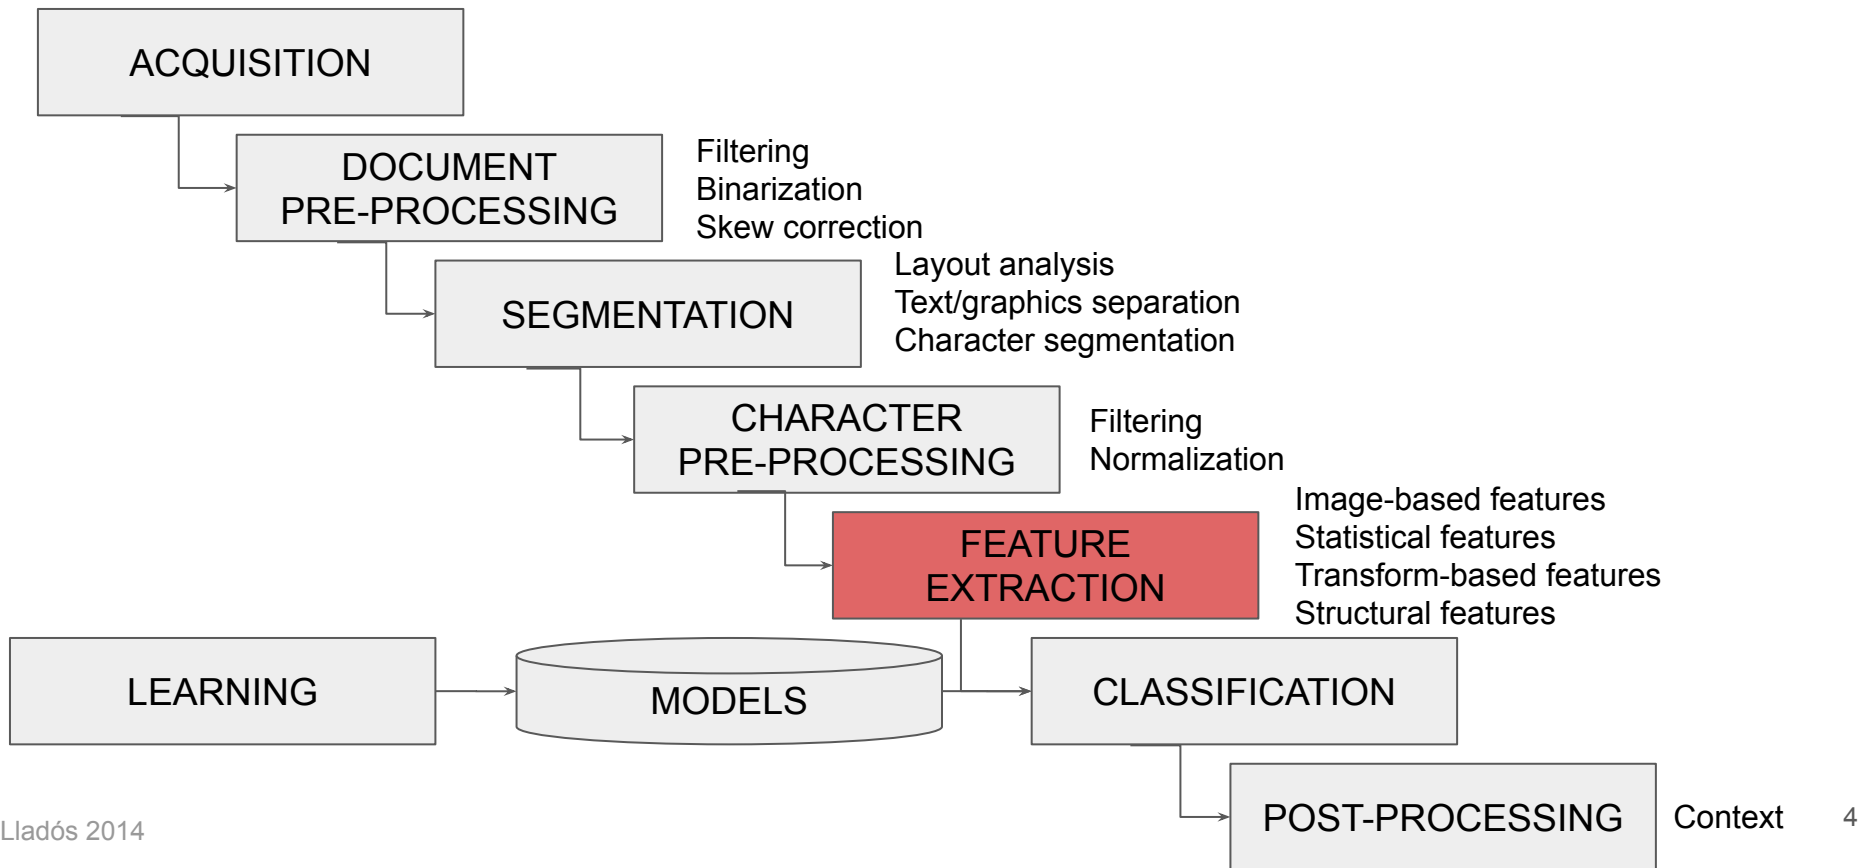 ACQUISITION
DOCUMENT
PRE-PROCESSING
Filtering
Binarization
Skew correction
SEGMENTATION
Layout analysis
Text/graphics separation
Character segmentation
CHARACTER
PRE-PROCESSING
Filtering
Normalization
FEATURE
EXTRACTION
Image-based features
Statistical features
Transform-based features
Structural features
LEARNING
MODELS
CLASSIFICATION
POST-PROCESSING
Context
Lladós 2014
4